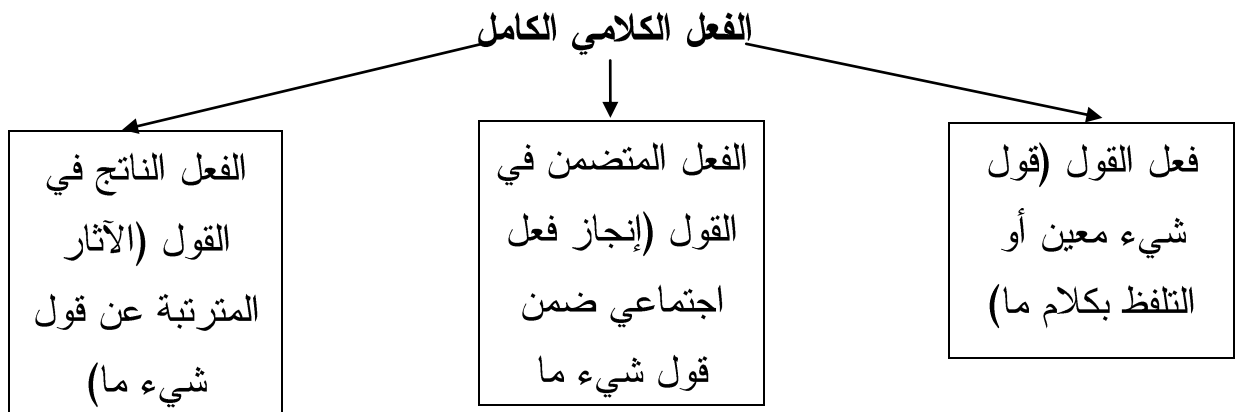 الفعل الكلامي الكامل
فعل القول (قول
شيء معين أو
التلفظ بكلام ما)
الفعل المتضمن في
القول (إنجاز فعل
اجتماعي ضمن
قول شيء ما
الفعل الناتج في
القول (الآثار
المترتبة عن قول
شيء ما)